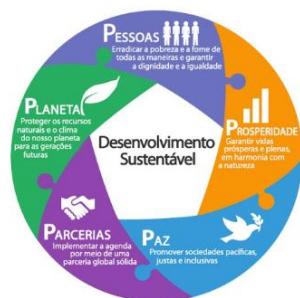 PESSOAS
Erradicar a pobreza e a fome de
todas as maneiras e garantir
a dignidade e a igualdade
PLANETA
Proteger os recursos
naturais e o clima
do nosso planeta
para as gerações
futuras
PROSPERIDADE
Garantir vidas
prósperas e plenas,
em harmonia com
a natureza
Desenvolvimento
Sustentável
PARCERIAS
Implementar a agenda
por meio de uma
parceria global sólida
PAZ
Promover sociedades pacíficas,
justas e inclusivas